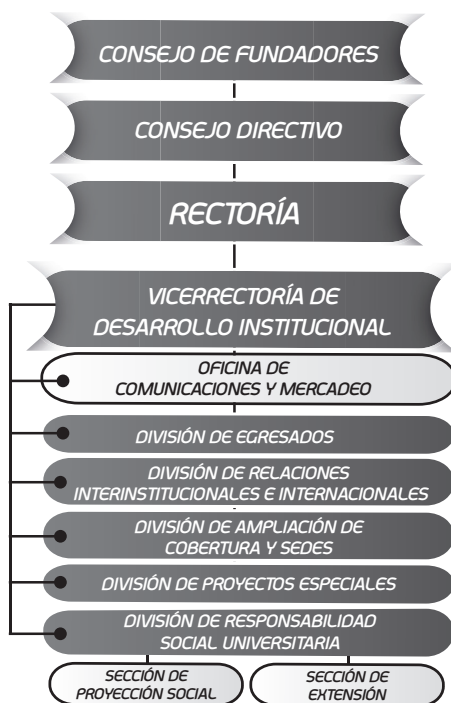 CONSEJO DE FUNDADORES
CONSEJO DIRECTIVO
RECTORÍA
VICERRECTORÍA DE
DESARROLLO INSTITUCIONAL
OFICINA DE
COMUNICACIONES Y MERCADEO
DIVISIÓN DE EGRESADOS
DIVISIÓN DE RELACIONES
INTERINSTITUCIONALES E INTERNACIONALES
DIVISIÓN DE AMPLIACIÓN DE
COBERTURA Y SEDES
DIVISIÓN DE PROYECTOS ESPECIALES
DIVISIÓN DE RESPONSABILIDAD
SOCIAL UNIVERSITARIA
SECCIÓN DE
PROYECCIÓN SOCIAL
SECCIÓN DE
EXTENSIÓN